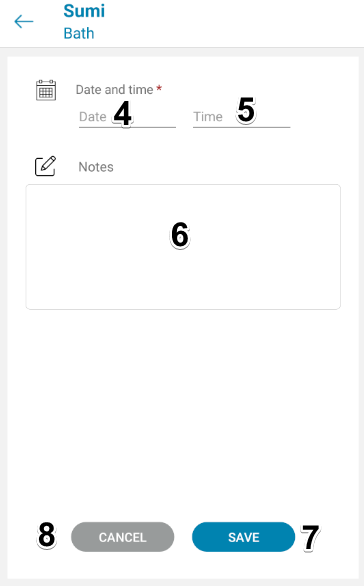 Sumi
Bath
Date and time *
Date 4 Time 5
Notes
6
8 CANCEL SAVE 7